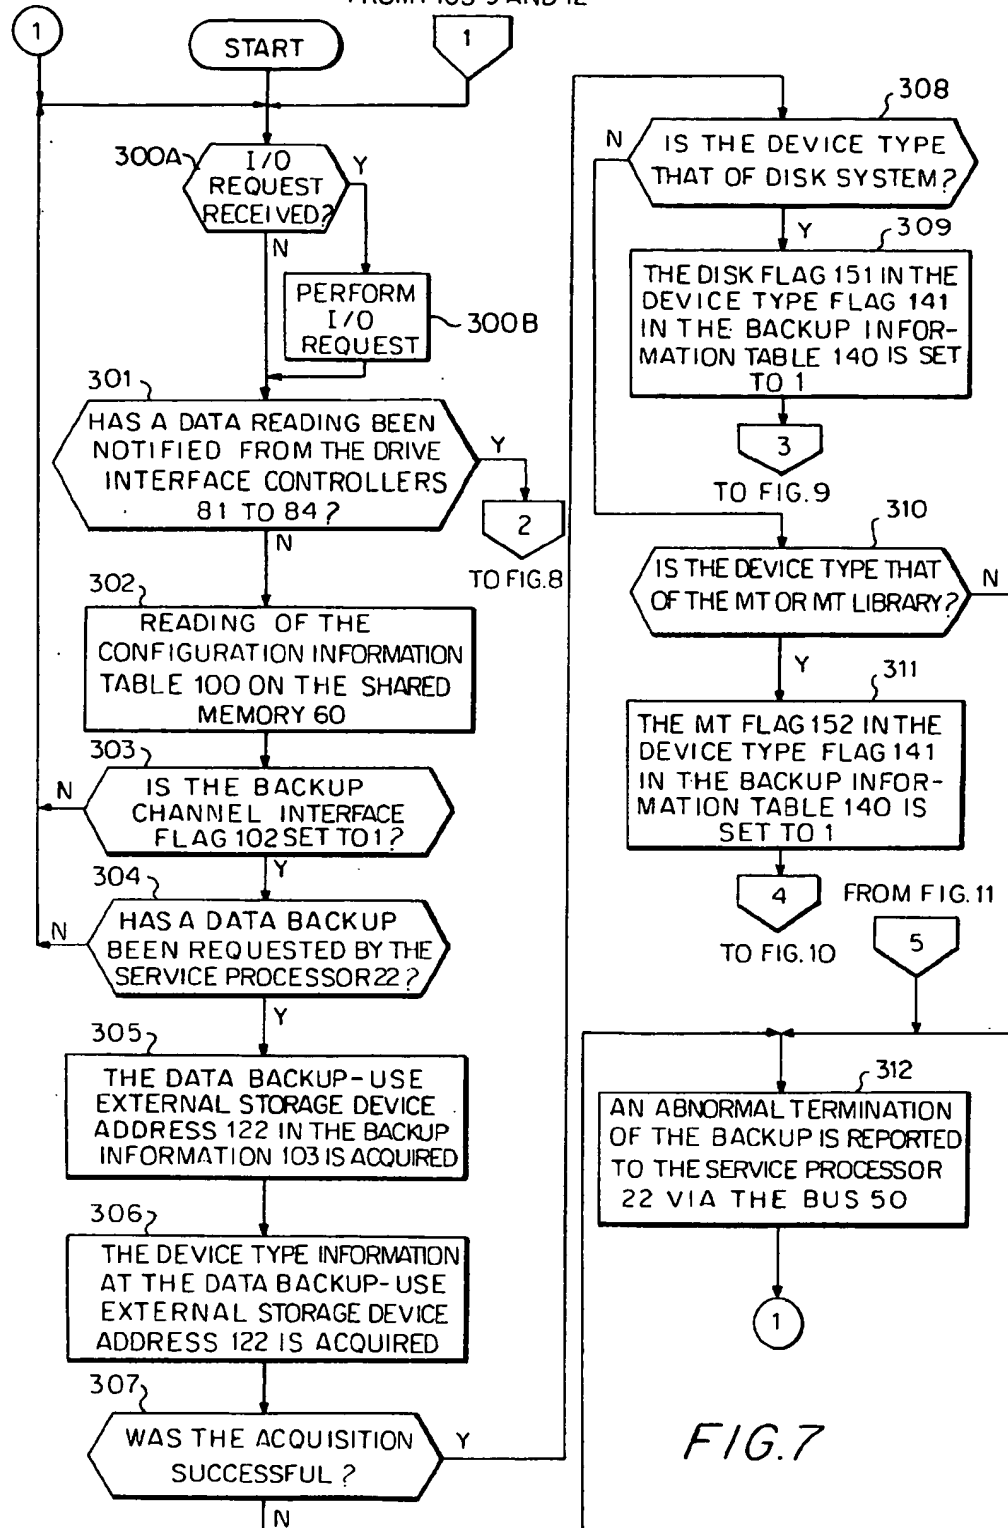 1
START
1
300A
I/O
REQUEST
RECEIVED?
Y
N
PERFORM
I/O
REQUEST
300B
301
HAS A DATA READING BEEN
NOTIFIED FROM THE DRIVE
INTERFACE CONTROLLERS
81 TO 84?
Y
2
TO FIG.8
N
302
READING OF THE
CONFIGURATION INFORMATION
TABLE 100 ON THE SHARED
MEMORY 60
303
IS THE BACKUP
CHANNEL INTERFACE
FLAG 102 SET TO 1?
N
Y
304
HAS A DATA BACKUP
BEEN REQUESTED BY THE
SERVICE PROCESSOR 22?
N
Y
305
THE DATA BACKUP-USE
EXTERNAL STORAGE DEVICE
ADDRESS 122 IN THE BACKUP
INFORMATION 103 IS ACQUIRED
306
THE DEVICE TYPE INFORMATION
AT THE DATA BACKUP-USE
EXTERNAL STORAGE DEVICE
ADDRESS 122 IS ACQUIRED
307
WAS THE ACQUISITION
SUCCESSFUL?
Y
N
308
IS THE DEVICE TYPE
THAT OF DISK SYSTEM?
N
Y
309
THE DISK FLAG 151 IN THE
DEVICE TYPE FLAG 141
IN THE BACKUP INFOR-
MATION TABLE 140 IS SET
TO 1
3
TO FIG.9
310
IS THE DEVICE TYPE THAT
OF THE MT OR MT LIBRARY?
N
Y
311
THE MT FLAG 152 IN THE
DEVICE TYPE FLAG 141
IN THE BACKUP INFOR-
MATION TABLE 140 IS
SET TO 1
4
TO FIG.10
FROM FIG.11
5
312
AN ABNORMAL TERMINATION
OF THE BACKUP IS REPORTED
TO THE SERVICE PROCESSOR
22 VIA THE BUS 50
1
FIG.7